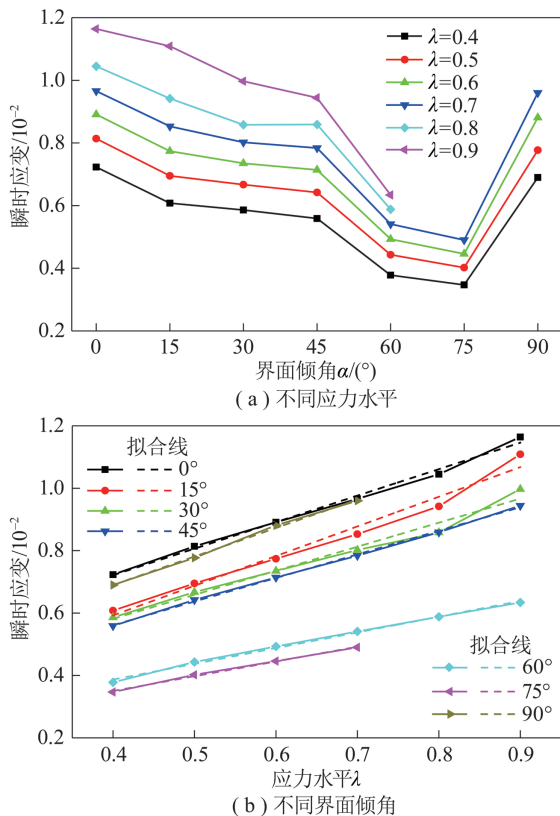 1.2
1.0
0.8
0.6
0.4
0.2
瞬时应变/10⁻²
λ=0.4
λ=0.5
λ=0.6
λ=0.7
λ=0.8
λ=0.9
0 15 30 45 60 75 90
界面倾角α/(°)
(a)不同应力水平
1.2
1.0
0.8
0.6
0.4
0.2
瞬时应变/10⁻²
拟合线
0°
15°
30°
45°
拟合线
60°
75°
90°
0.4 0.5 0.6 0.7 0.8 0.9
应力水平λ
(b)不同界面倾角